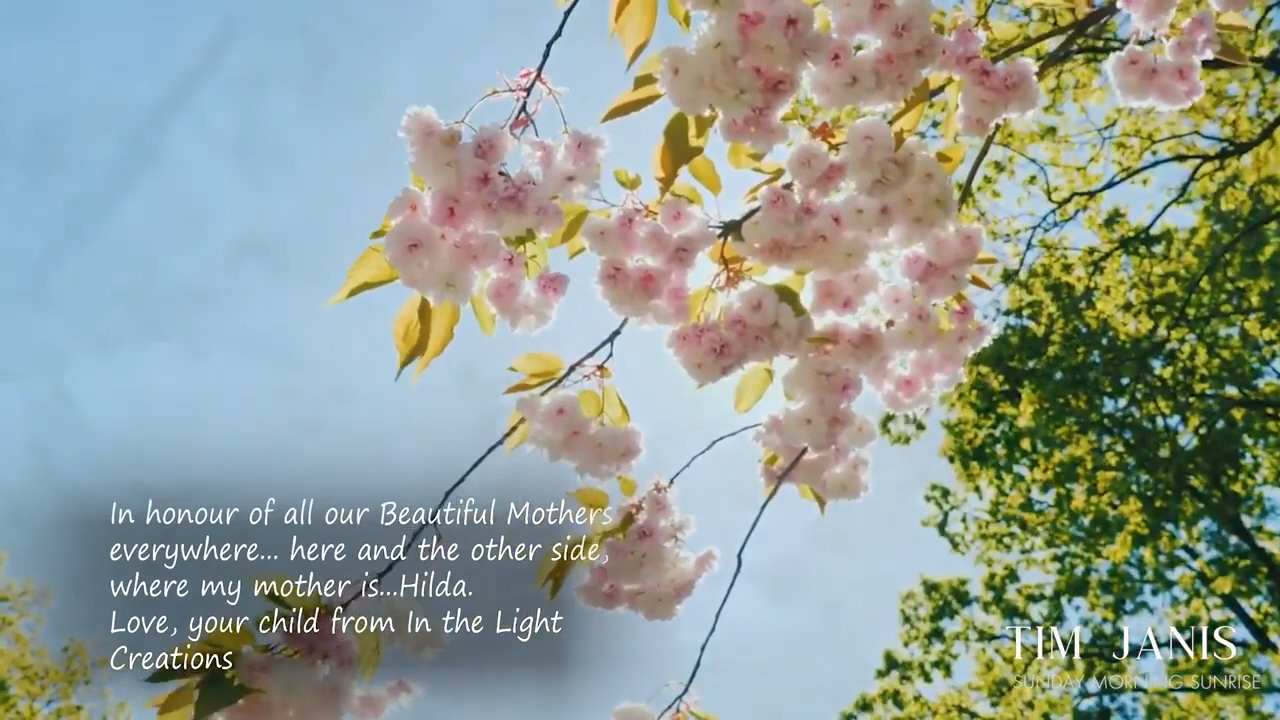 In honour of all our Beautiful Mothers
everywhere... here and the other side,
where my mother is...Hilda.
Love, your child from In the Light
Creations
TIM JANIS
SUNDAY MORNING SUNRISE